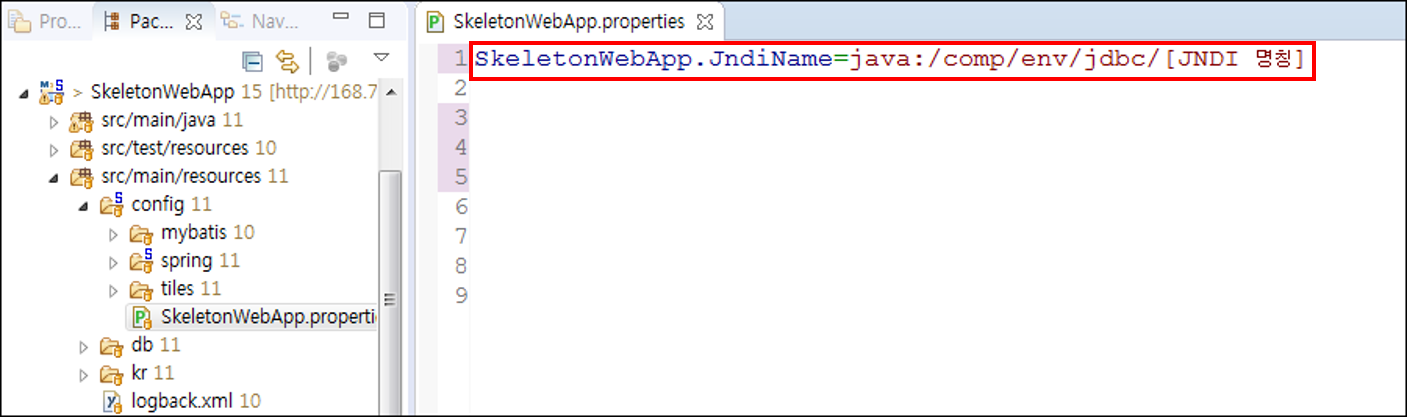 Pro...
Pac...
Nav...
> SkeletonWebApp 15 [http://168.7
src/main/java 11
src/test/resources 10
src/main/resources 11
config 11
mybatis 10
spring 11
tiles 11
SkeletonWebApp.properti
db 11
kr 11
logback.xml 10
SkeletonWebApp.properties
1 SkeletonWebApp.JndiName=java:/comp/env/jdbc/[JNDI 명칭]
2
3
4
5
6
7
8
9